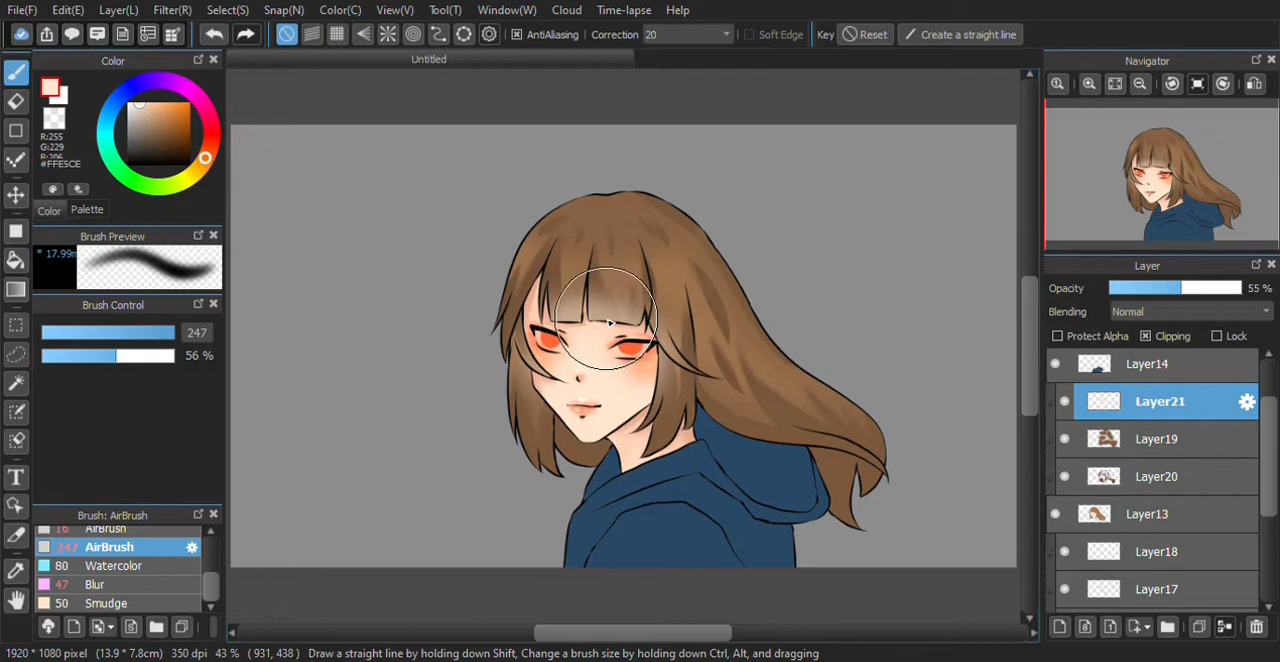 File(F) Edit(E) Layer(L) Filter(R) Select(S) Snap(N) Color(C) View(V) Tool(T) Window(W) Cloud Time-lapse Help
AntiAliasing Correction 20 Soft Edge Key Reset Create a straight line
Color
Untitled
Navigator
R:255
G:229
B:206
#FFE5CE
Color Palette
Brush Preview
* 17.99m
Brush Control
247
56 %
Layer
Opacity 55 %
Blending Normal
Protect Alpha Clipping Lock
Layer14
Layer21
Layer19
Layer20
Layer13
Layer18
Layer17
Brush: AirBrush
16 AirBrush
247 AirBrush
80 Watercolor
47 Blur
50 Smudge
1920 * 1080 pixel (13.9 * 7.8cm) 350 dpi 43 % ( 931, 438 ) Draw a straight line by holding down Shift, Change a brush size by holding down Ctrl, Alt, and dragging